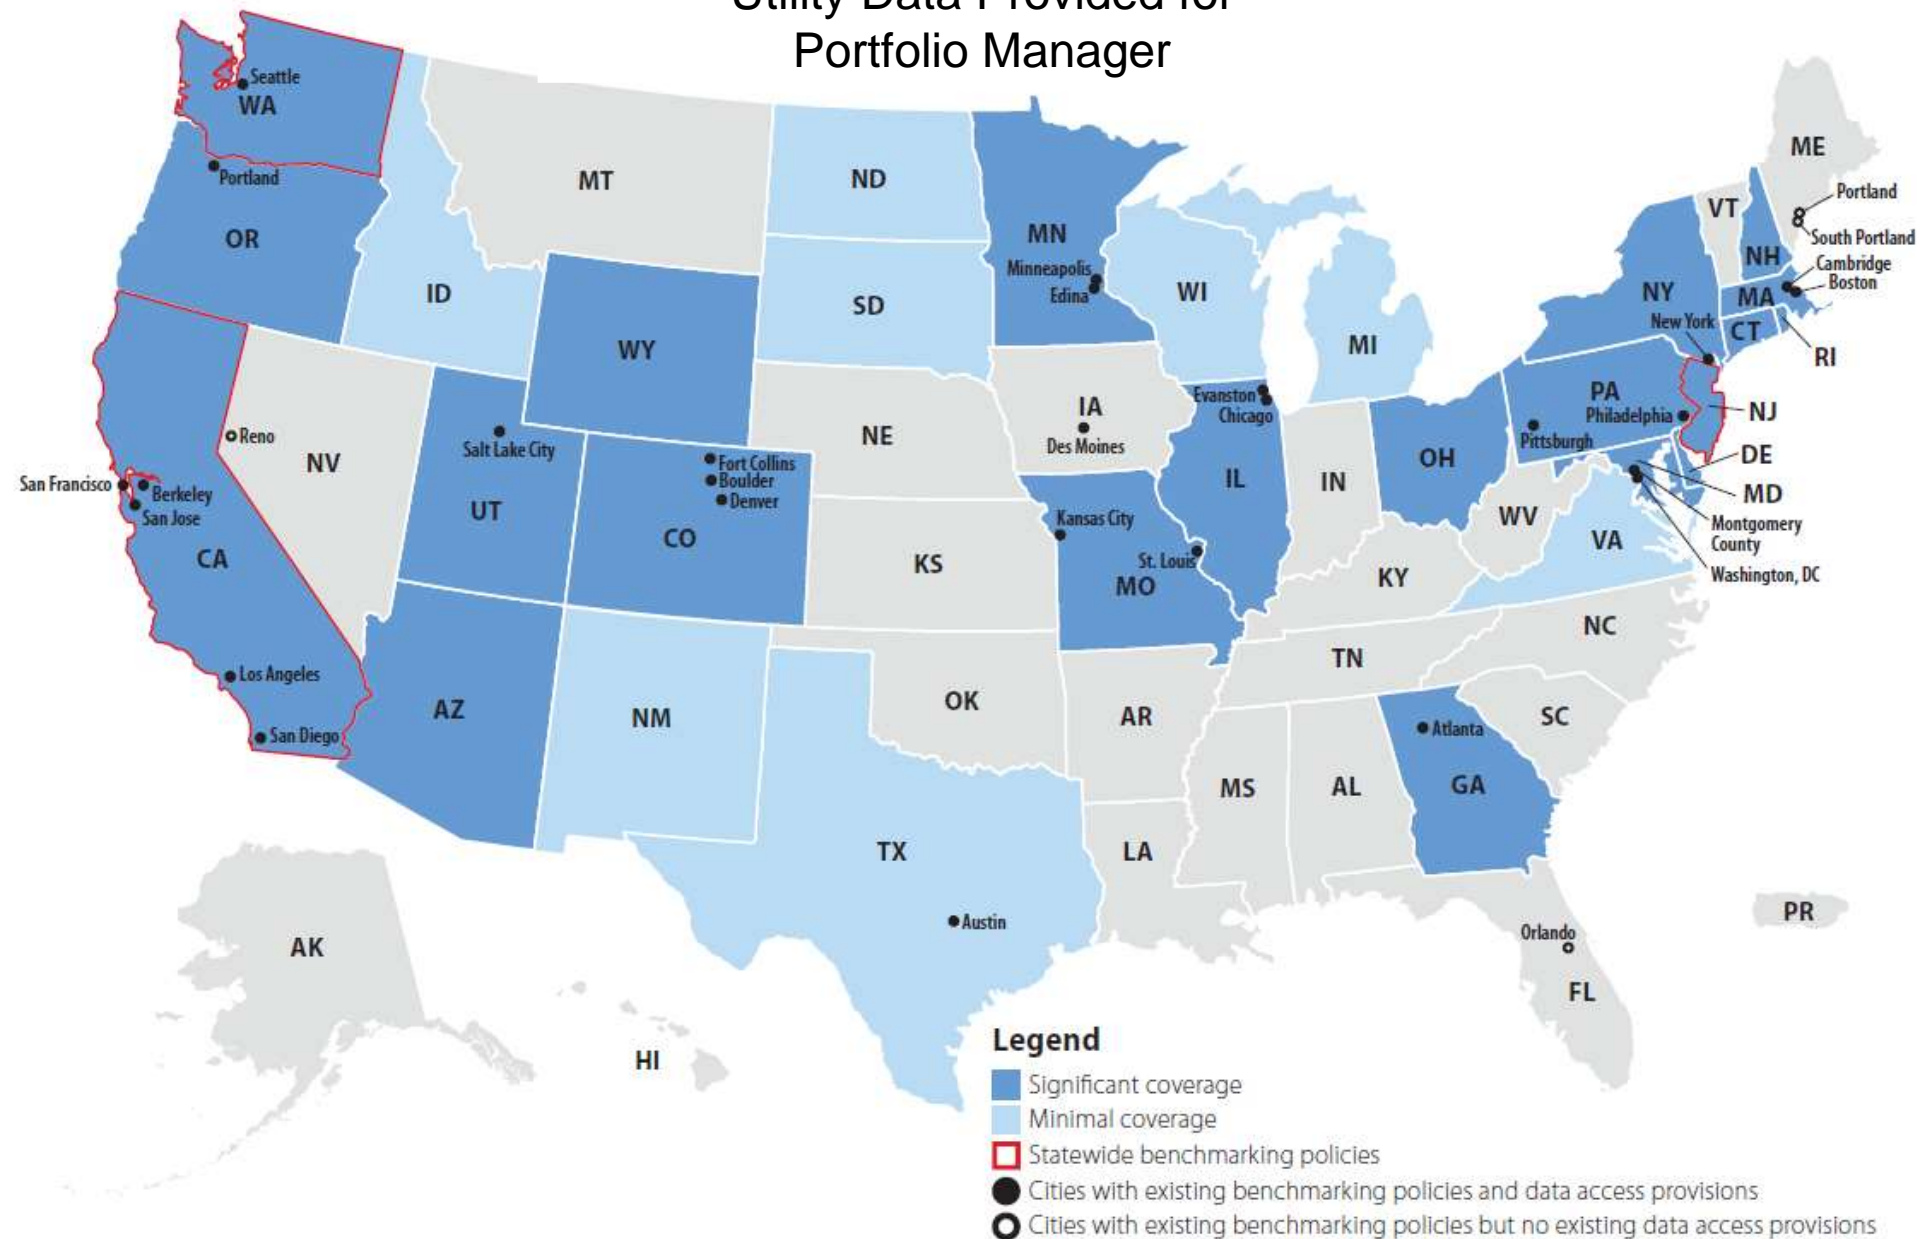 Utility Data Provided for
Portfolio Manager
Seattle
WA
Portland
OR
MT
ID
ND
SD
MN
Minneapolis
Edina
WI
MI
ME
Portland
South Portland
VT
NH
Cambridge
Boston
MA
NY
New York
CT
RI
WY
NV
Reno
Salt Lake City
UT
Fort Collins
Boulder
Denver
CO
NE
IA
Des Moines
Evanston
Chicago
IL
IN
OH
PA
Philadelphia
Pittsburgh
NJ
DE
MD
Montgomery
County
Washington, DC
San Francisco
Berkeley
San Jose
CA
Los Angeles
San Diego
KS
Kansas City
St. Louis
MO
KY
WV
VA
NC
TN
SC
AZ
NM
OK
AR
MS
AL
Atlanta
GA
TX
Austin
LA
Orlando
FL
PR
AK
HI
Legend
Significant coverage
Minimal coverage
Statewide benchmarking policies
Cities with existing benchmarking policies and data access provisions
Cities with existing benchmarking policies but no existing data access provisions